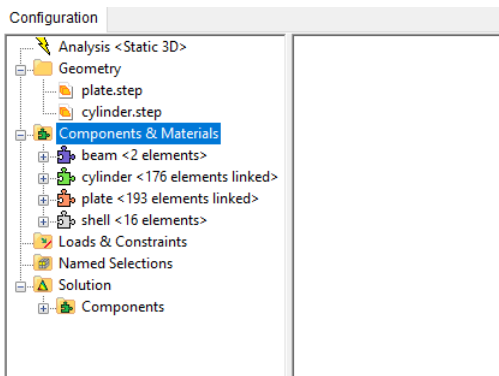 Configuration
Analysis <Static 3D>
Geometry
plate.step
cylinder.step
Components & Materials
beam <2 elements>
cylinder <176 elements linked>
plate <193 elements linked>
shell <16 elements>
Loads & Constraints
Named Selections
Solution
Components